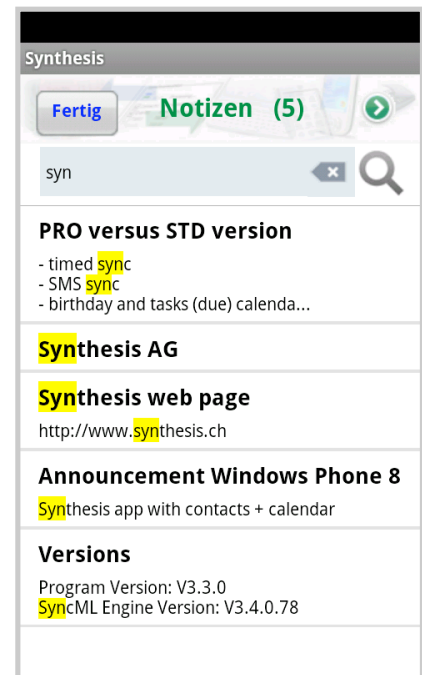 Synthesis
Fertig
Notizen (5)
syn
PRO versus STD version
- timed sync
- SMS sync
- birthday and tasks (due) calenda...
Synthesis AG
Synthesis web page
http://www.synthesis.ch
Announcement Windows Phone 8
Synthesis app with contacts + calendar
Versions
Program Version: V3.3.0
SyncML Engine Version: V3.4.0.78